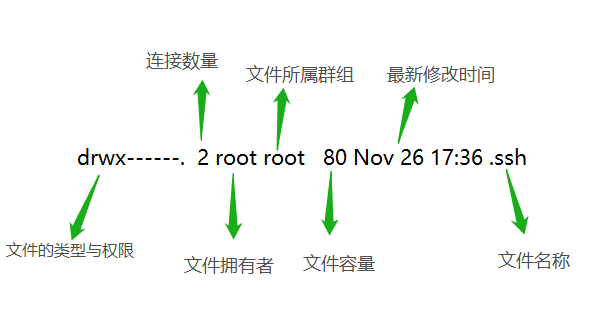 连接数量
文件所属群组
最新修改时间
drwx------. 2 root root 80 Nov 26 17:36 .ssh
文件的类型与权限
文件拥有者
文件容量
文件名称